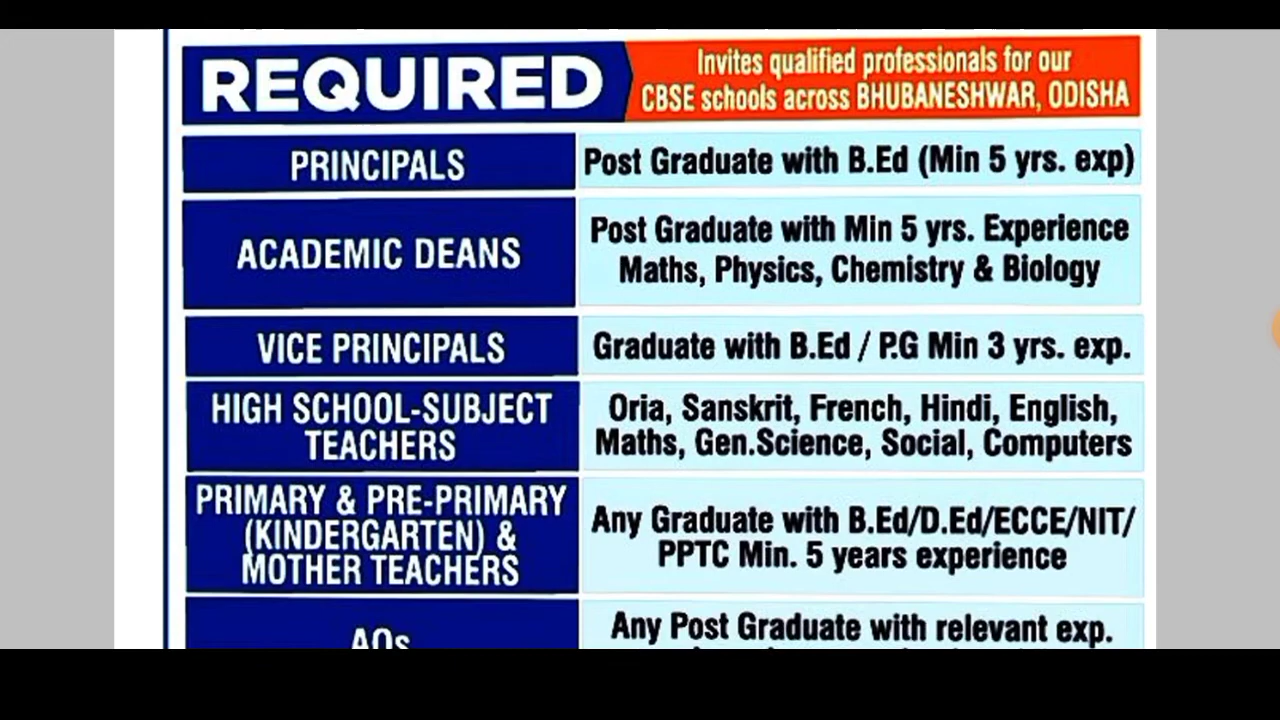 REQUIRED
Invites qualified professionals for our
CBSE schools across BHUBANESHWAR, ODISHA
PRINCIPALS
Post Graduate with B.Ed (Min 5 yrs. exp)
ACADEMIC DEANS
Post Graduate with Min 5 yrs. Experience
Maths, Physics, Chemistry & Biology
VICE PRINCIPALS
Graduate with B.Ed / P.G Min 3 yrs. exp.
HIGH SCHOOL-SUBJECT
TEACHERS
Oria, Sanskrit, French, Hindi, English,
Maths, Gen.Science, Social, Computers
PRIMARY & PRE-PRIMARY
(KINDERGARTEN) &
MOTHER TEACHERS
Any Graduate with B.Ed/D.Ed/ECCE/NIT/
PPTC Min. 5 years experience
AOs
Any Post Graduate with relevant exp.